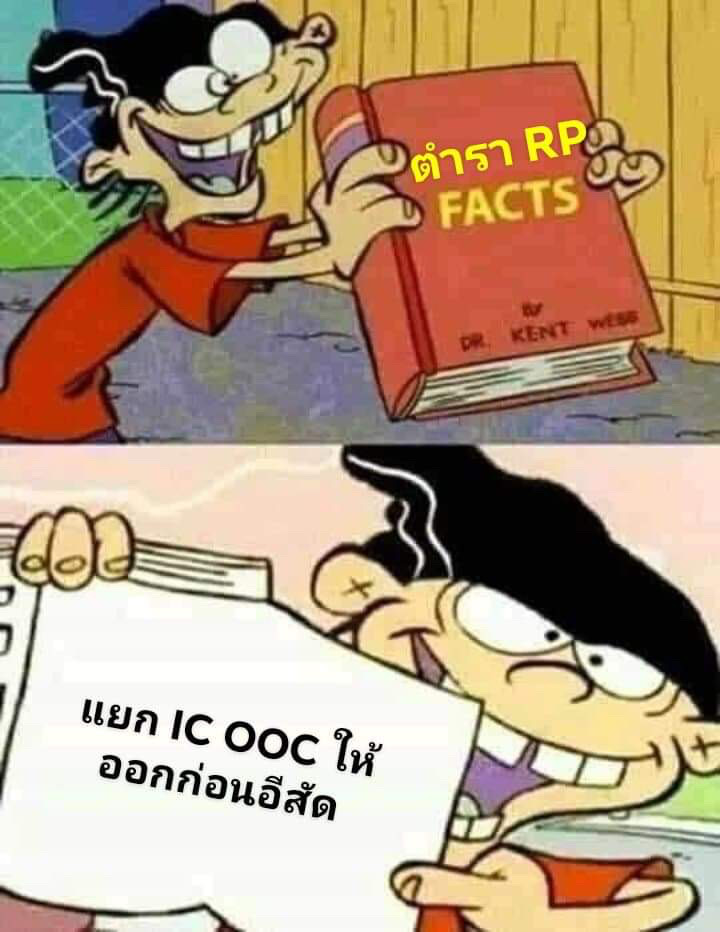 ตำรา RP
FACTS
BY
DR. KENT WEBB
แยก IC OOC ให้
ออกก่อนอีสัด